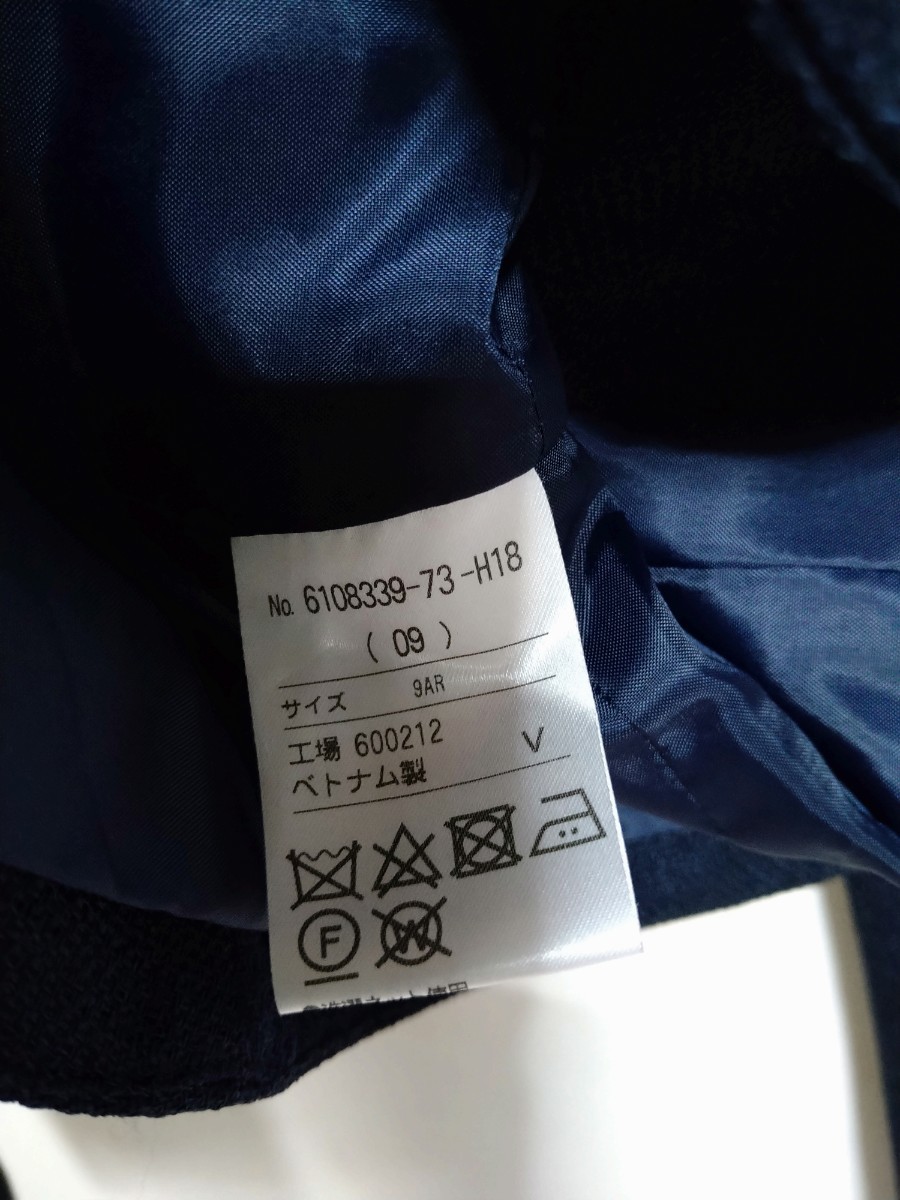 No. 6108339-73-H18
( 09 )
サイズ 9AR
工場 600212 V
ベトナム製
F W